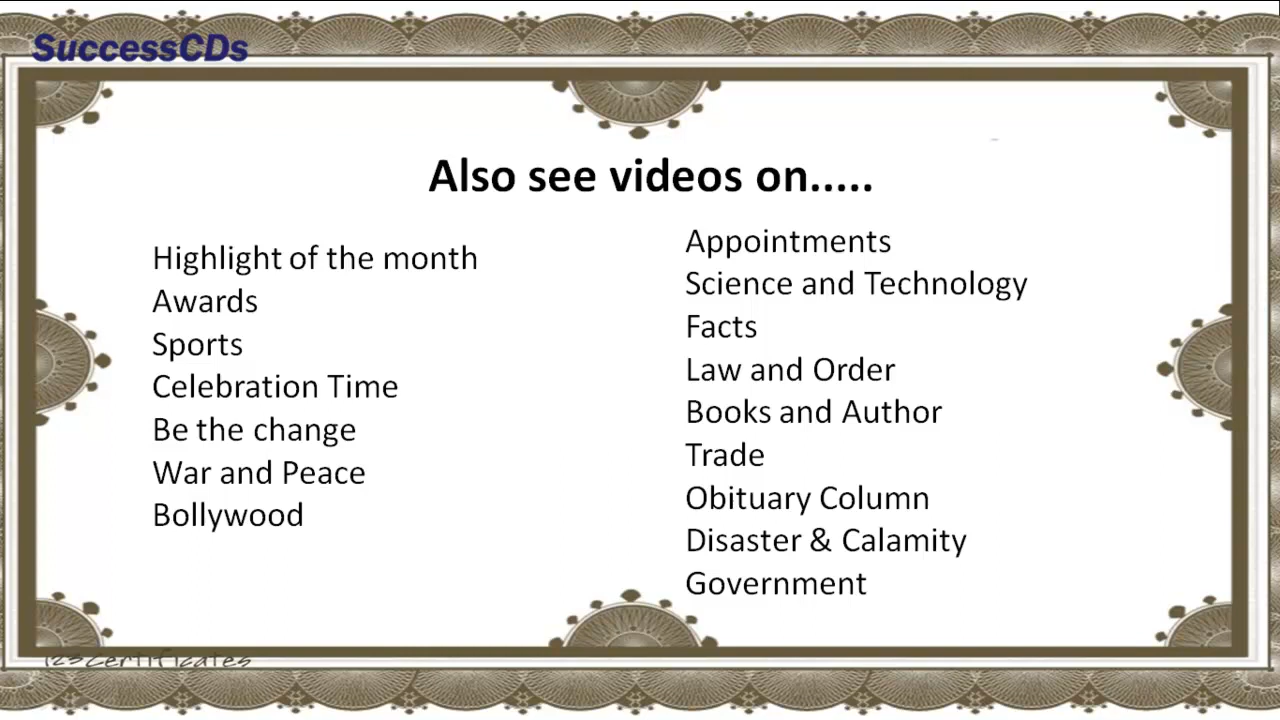 SuccessCDs
Also see videos on.....
Highlight of the month
Awards
Sports
Celebration Time
Be the change
War and Peace
Bollywood
Appointments
Science and Technology
Facts
Law and Order
Books and Author
Trade
Obituary Column
Disaster & Calamity
Government
123Certificates